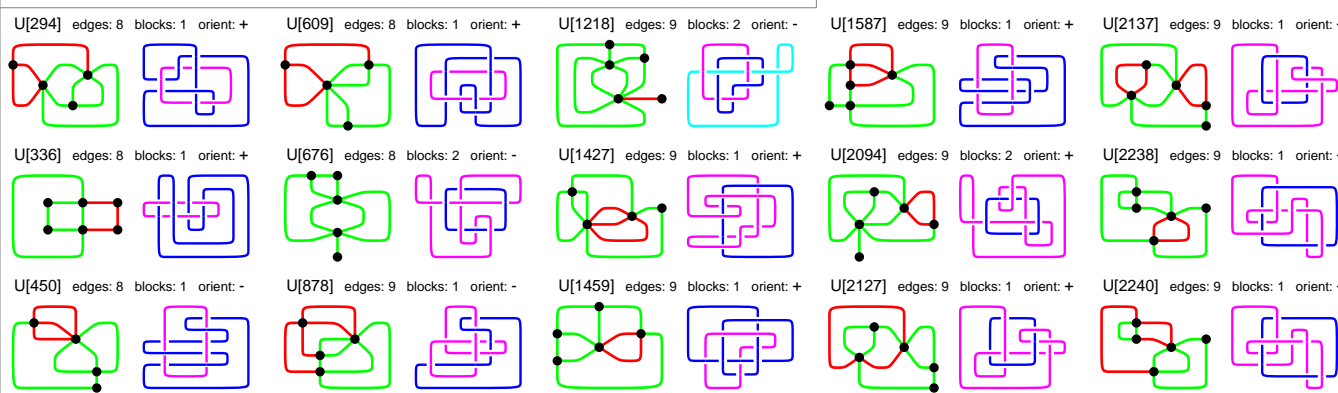 U[294] edges: 8 blocks: 1 orient: +
U[609] edges: 8 blocks: 1 orient: +
U[1218] edges: 9 blocks: 2 orient: -
U[1587] edges: 9 blocks: 1 orient: +
U[2137] edges: 9 blocks: 1 orient: -
U[336] edges: 8 blocks: 1 orient: +
U[676] edges: 8 blocks: 2 orient: -
U[1427] edges: 9 blocks: 1 orient: +
U[2094] edges: 9 blocks: 2 orient: +
U[2238] edges: 9 blocks: 1 orient:
U[450] edges: 8 blocks: 1 orient: -
U[878] edges: 9 blocks: 1 orient: -
U[1459] edges: 9 blocks: 1 orient: +
U[2127] edges: 9 blocks: 1 orient: +
U[2240] edges: 9 blocks: 1 orient: